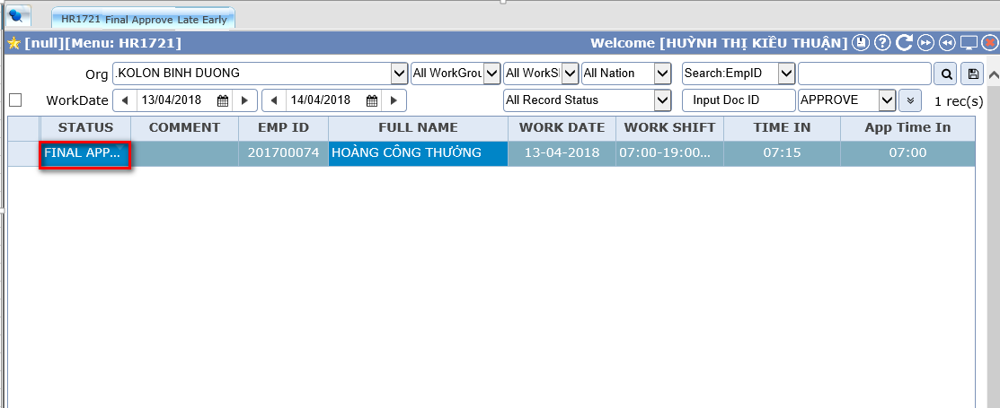 HR1721 Final Approve Late Early
[null][Menu: HR1721] Welcome [HUỲNH THỊ KIỀU THUẬN]
Org KOLON BINH DUONG All WorkGrou All WorkS All Nation Search:EmpID
WorkDate 13/04/2018 14/04/2018 All Record Status Input Doc ID APPROVE 1 rec(s)
STATUS COMMENT EMP ID FULL NAME WORK DATE WORK SHIFT TIME IN App Time In
FINAL APP... 201700074 HOÀNG CÔNG THƯỞNG 13-04-2018 07:00-19:00... 07:15 07:00